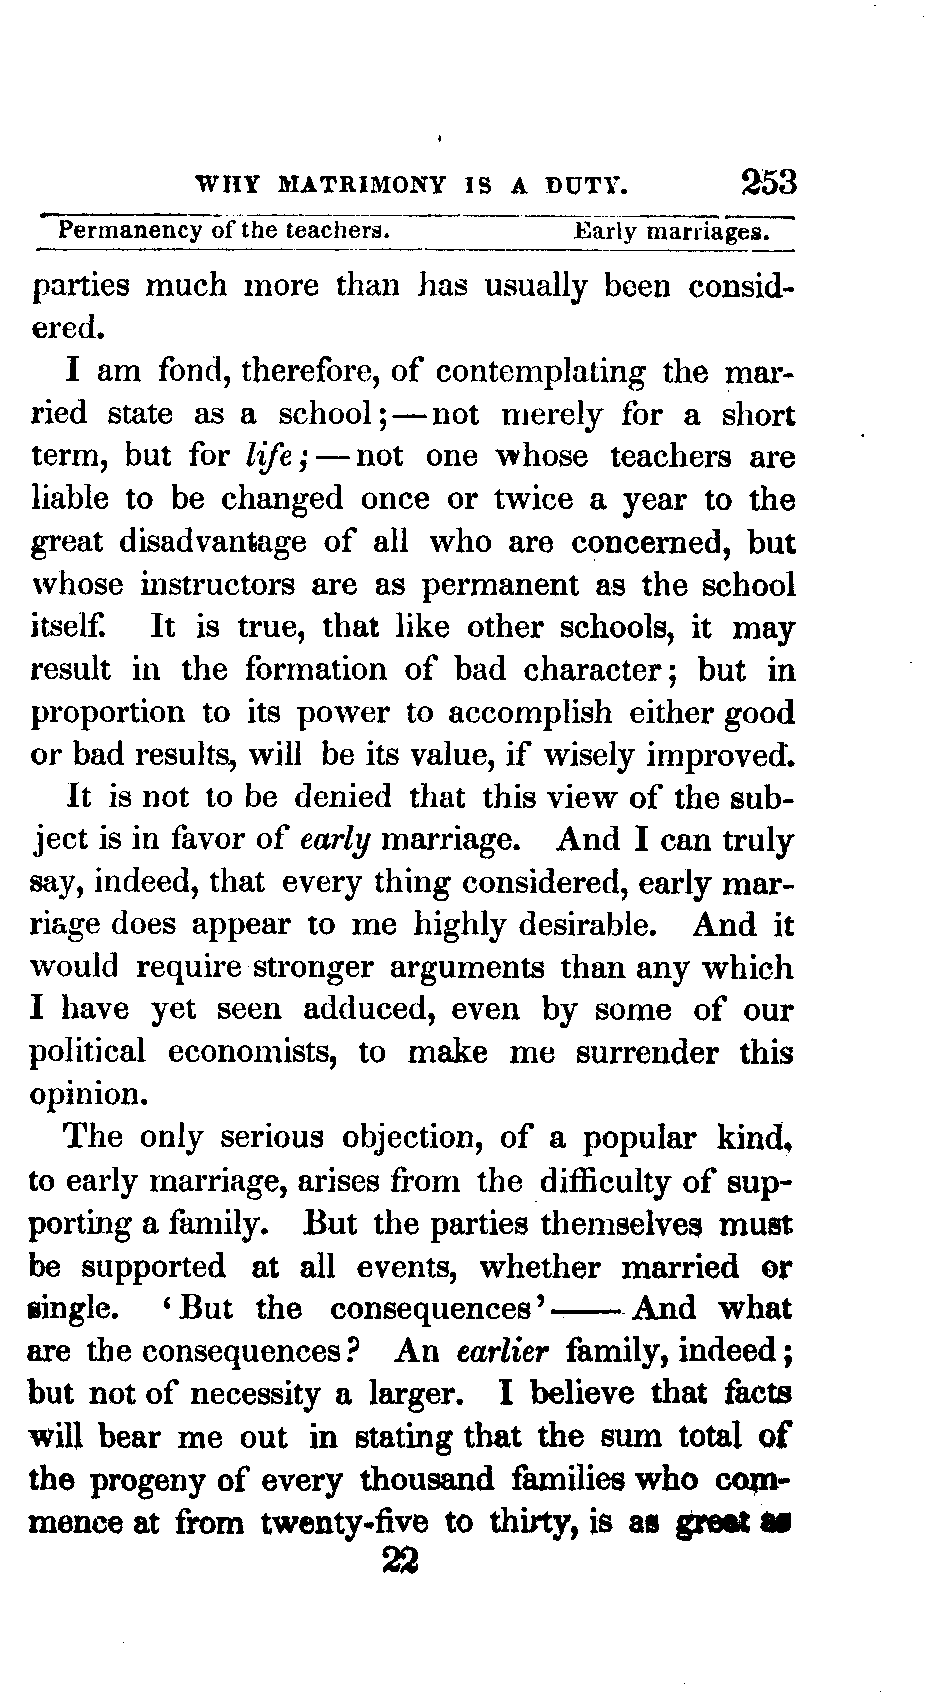 WHY MATRIMONY IS A DUTY. 253
Permanency of the teachers. Early marriages.
parties much more than has usually been consid-
ered.
I am fond, therefore, of contemplating the mar-
ried state as a school;—not merely for a short
term, but for life;—not one whose teachers are
liable to be changed once or twice a year to the
great disadvantage of all who are concerned, but
whose instructors are as permanent as the school
itself. It is true, that like other schools, it may
result in the formation of bad character; but in
proportion to its power to accomplish either good
or bad results, will be its value, if wisely improved.
It is not to be denied that this view of the sub-
ject is in favor of early marriage. And I can truly
say, indeed, that every thing considered, early mar-
riage does appear to me highly desirable. And it
would require stronger arguments than any which
I have yet seen adduced, even by some of our
political economists, to make me surrender this
opinion.
The only serious objection, of a popular kind,
to early marriage, arises from the difficulty of sup-
porting a family. But the parties themselves must
be supported at all events, whether married or
single. 'But the consequences'—— And what
are the consequences? An earlier family, indeed;
but not of necessity a larger. I believe that facts
will bear me out in stating that the sum total of
the progeny of every thousand families who com-
mence at from twenty-five to thirty, is as great as
22